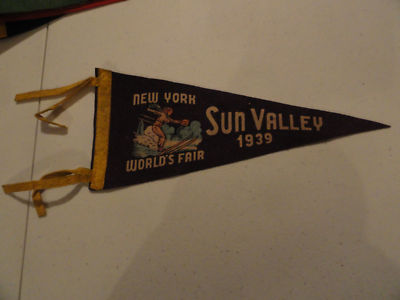 NEW YORK
WORLD'S FAIR
SUN VALLEY
1939